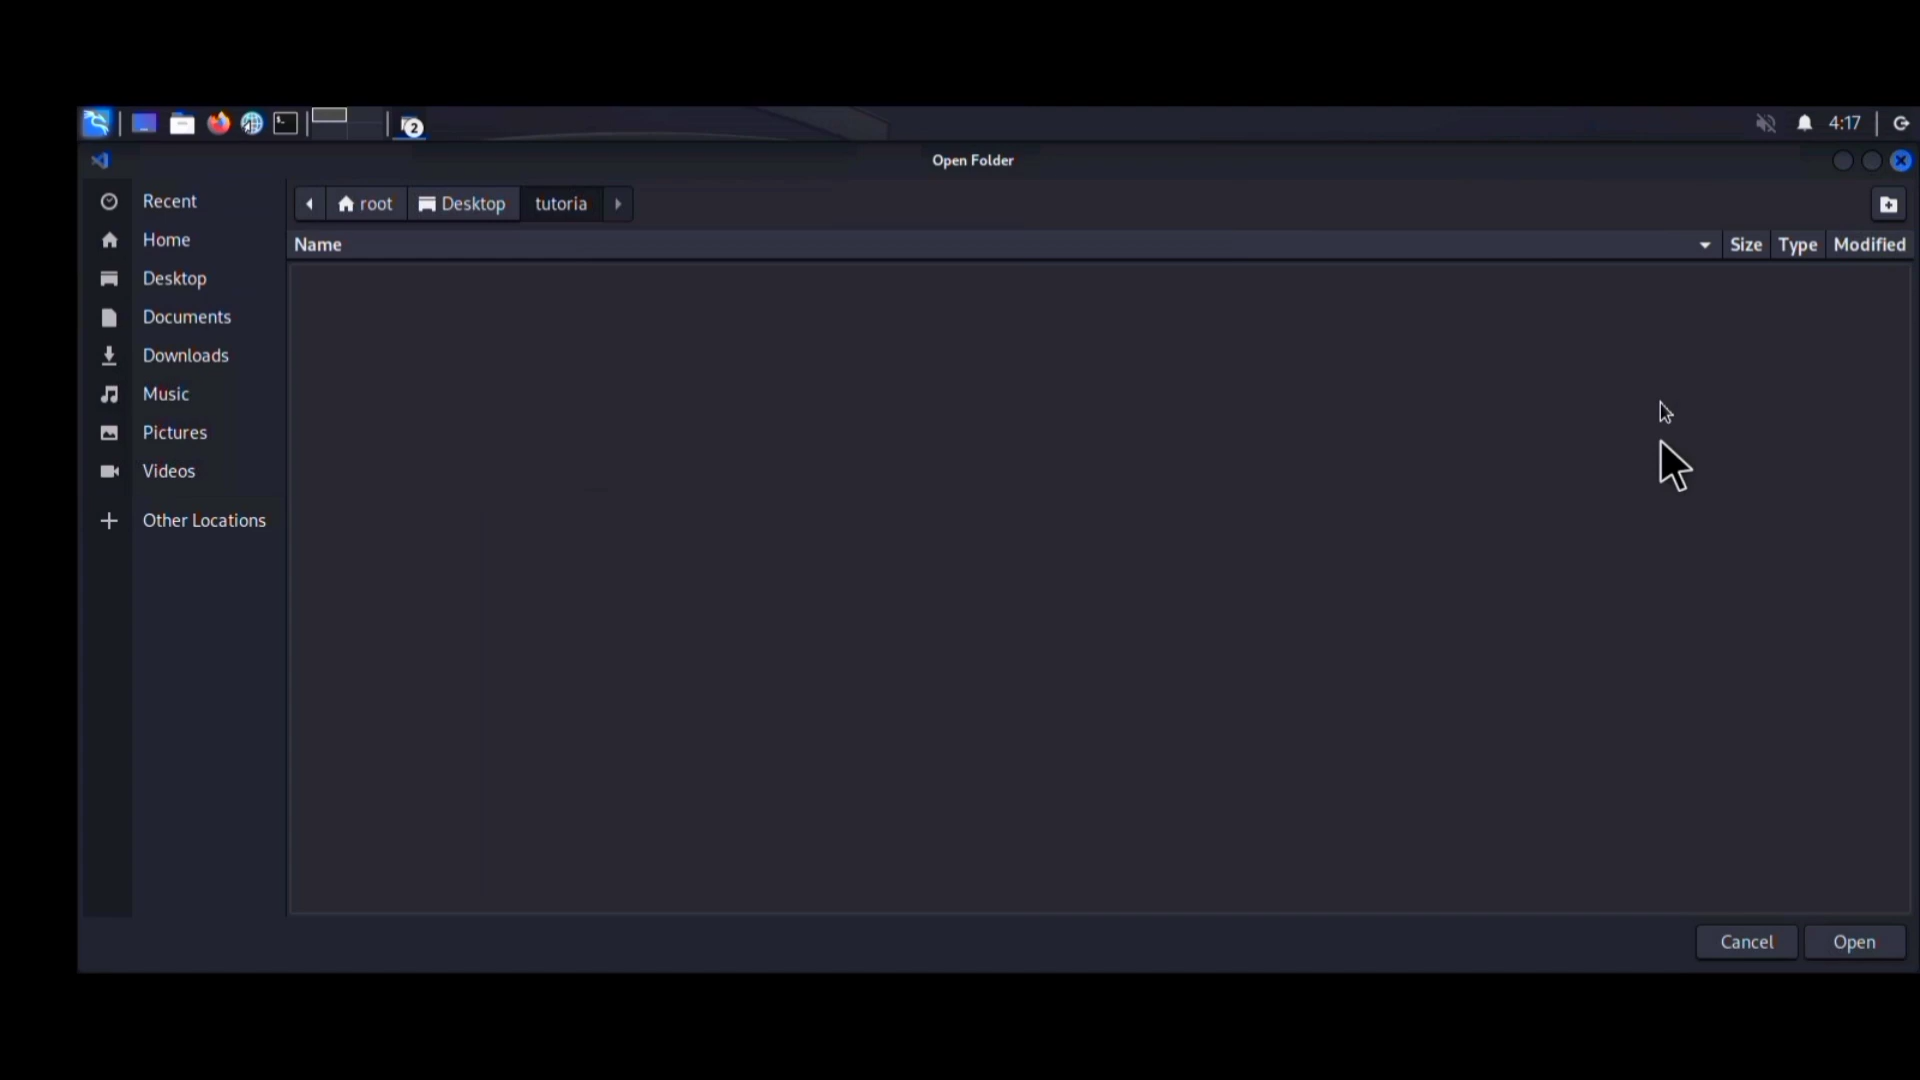 2
4:17
Open Folder
Recent
root
Desktop
tutoria
Home
Name
Size
Type
Modified
Desktop
Documents
Downloads
Music
Pictures
Videos
Other Locations
Cancel
Open